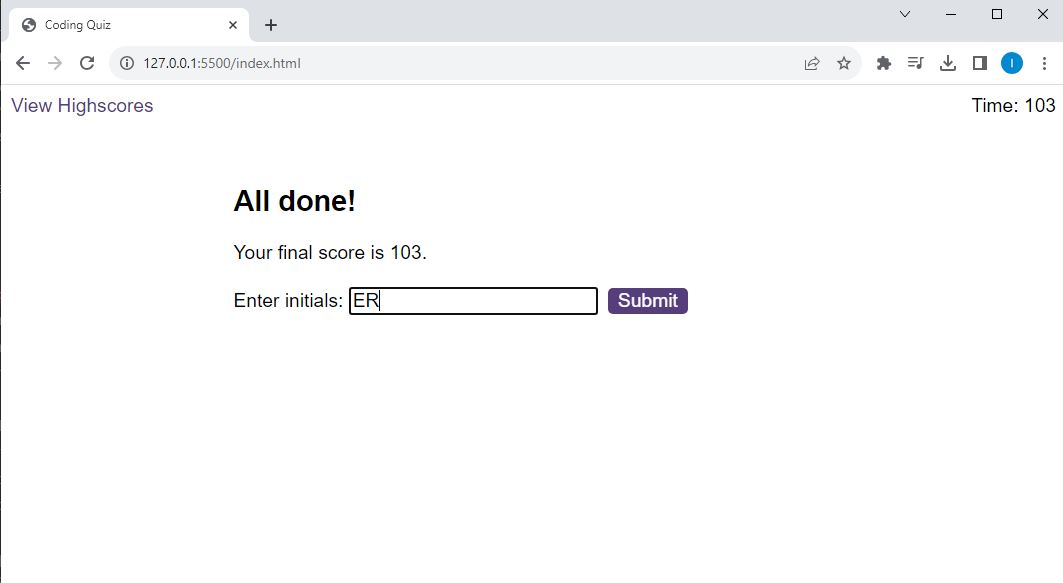 Coding Quiz
127.0.0.1:5500/index.html
I
View Highscores
Time: 103
All done!
Your final score is 103.
Enter initials: ER Submit